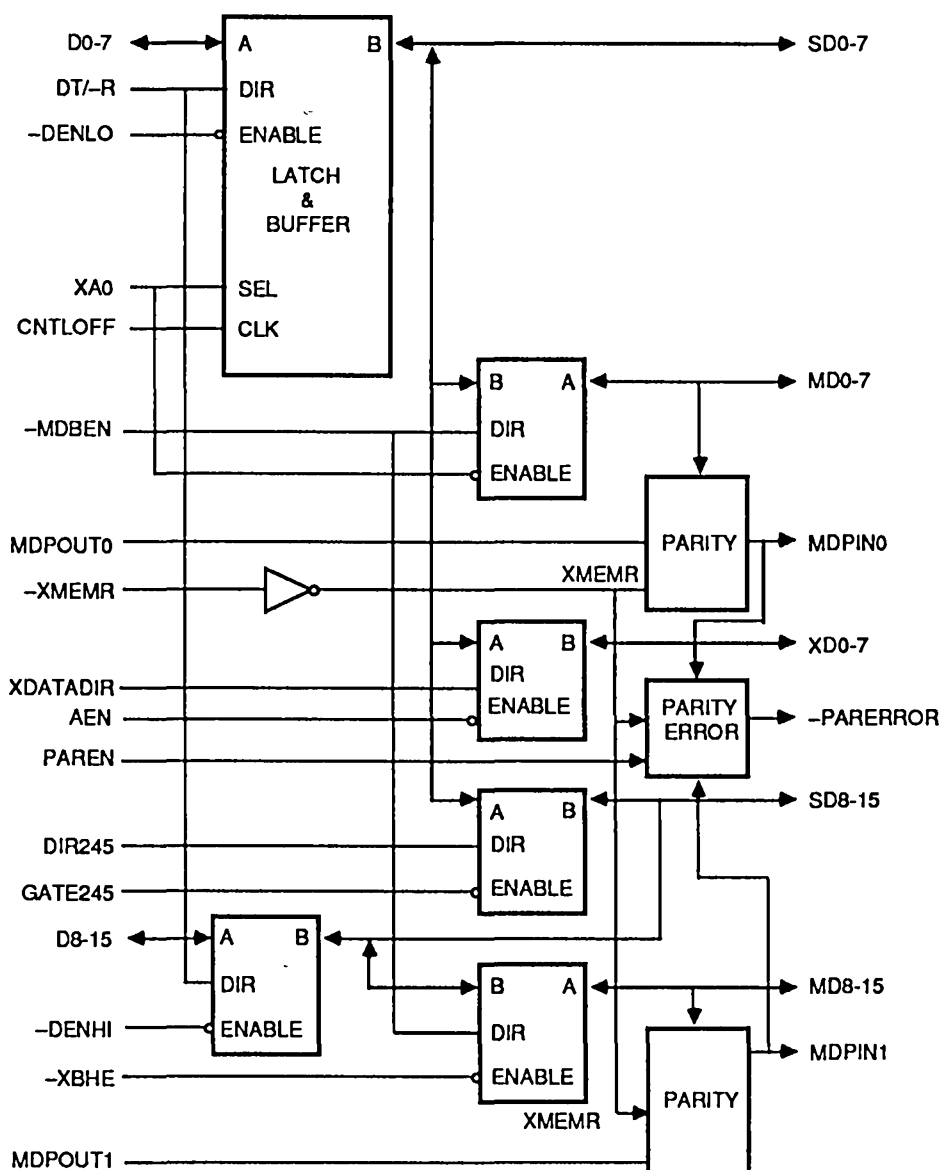 D0-7
A
B
SD0-7
DT/–R
DIR
–DENLO
ENABLE
LATCH
&
BUFFER
XA0
SEL
CNTLOFF
CLK
B
A
MD0-7
–MDBEN
DIR
ENABLE
MDPOUT0
PARITY
MDPIN0
–XMEMR
XMEMR
A
B
XD0-7
DIR
XDATADIR
ENABLE
AEN
PARITY
ERROR
–PARERROR
PAREN
A
B
SD8-15
DIR245
DIR
GATE245
ENABLE
D8-15
A
B
DIR
B
A
MD8-15
–DENHI
ENABLE
DIR
MDPIN1
–XBHE
ENABLE
PARITY
XMEMR
MDPOUT1